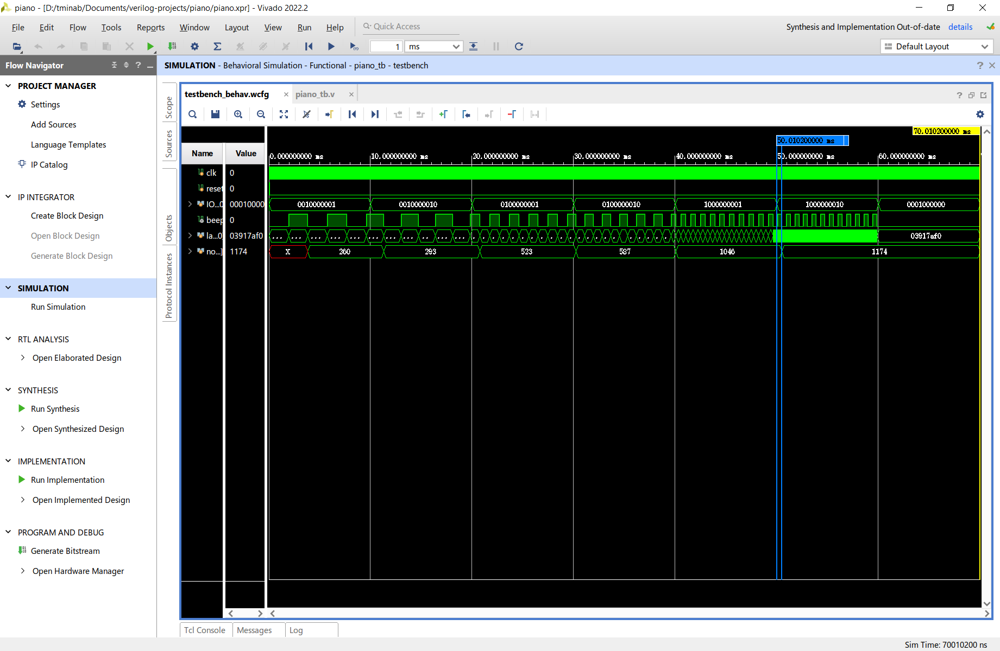 piano - [D:/tminab/Documents/verilog-projects/piano/piano.xpr] - Vivado 2022.2
File Edit Flow Tools Reports Window Layout View Run Help Quick Access
Synthesis and Implementation Out-of-date details
1 ms
Default Layout
Flow Navigator
SIMULATION - Behavioral Simulation - Functional - piano_tb - testbench
PROJECT MANAGER
Settings
Add Sources
Language Templates
IP Catalog
IP INTEGRATOR
Create Block Design
Open Block Design
Generate Block Design
SIMULATION
Run Simulation
RTL ANALYSIS
Open Elaborated Design
SYNTHESIS
Run Synthesis
Open Synthesized Design
IMPLEMENTATION
Run Implementation
Open Implemented Design
PROGRAM AND DEBUG
Generate Bitstream
Open Hardware Manager
Scope
Sources
Objects
Protocol Instances
testbench_behav.wcfg
piano_tb.v
70.010200000 ms
50.010200000 ms
Name Value
0.000000000 ms 10.000000000 ms 20.000000000 ms 30.000000000 ms 40.000000000 ms 50.000000000 ms 60.000000000 ms
clk 0
reset 0
IO...0 00010000 0010000001 0010000010 0100000001 0100000010 1000000001 1000000010 0001000000
beep 0
la...0 03917af0 03917af0
no...] 1174 X 260 293 523 587 1046 1174
Tcl Console Messages Log
Sim Time: 70010200 ns